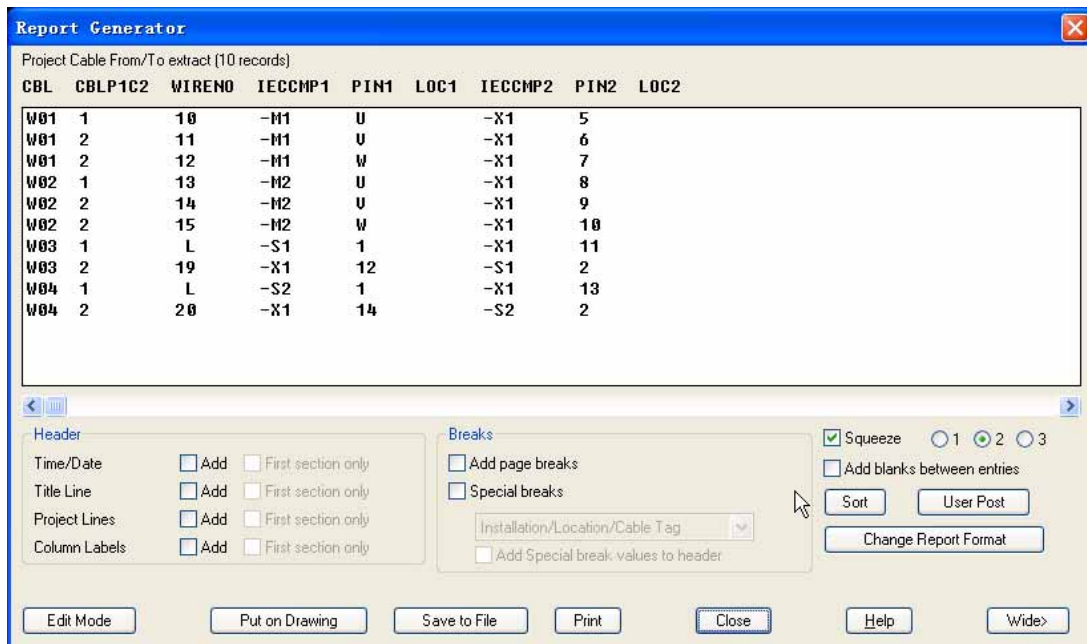 Report Generator
Project Cable From/To extract (10 records)
CBL CBLP1C2 WIRENO IECCMP1 PIN1 LOC1 IECCMP2 PIN2 LOC2
W01 1 10 -M1 U -X1 5
W01 2 11 -M1 V -X1 6
W01 2 12 -M1 W -X1 7
W02 1 13 -M2 U -X1 8
W02 2 14 -M2 V -X1 9
W02 2 15 -M2 W -X1 10
W03 1 L -S1 1 -X1 11
W03 2 19 -X1 12 -S1 2
W04 1 L -S2 1 -X1 13
W04 2 20 -X1 14 -S2 2
Header
Time/Date Add First section only
Title Line Add First section only
Project Lines Add First section only
Column Labels Add First section only
Breaks
Add page breaks
Special breaks
Installation/Location/Cable Tag
Add Special break values to header
Squeeze 1 2 3
Add blanks between entries
Sort User Post
Change Report Format
Edit Mode Put on Drawing Save to File Print Close Help Wide>